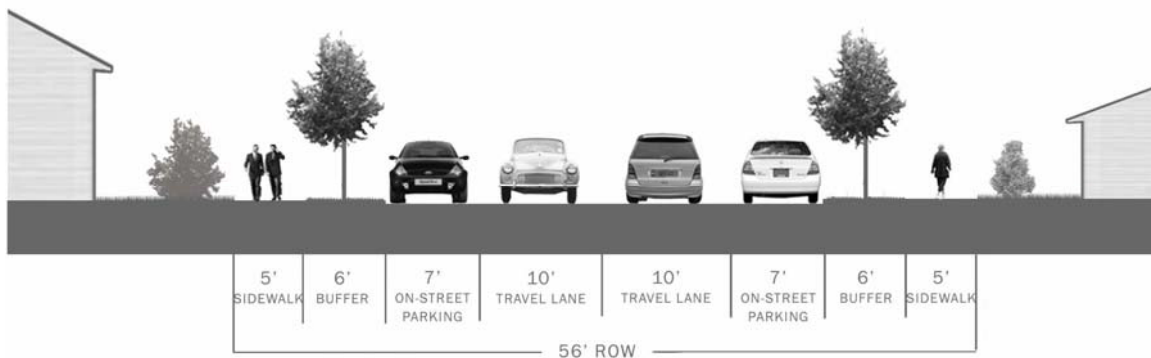 5' 6' 7' 10' 10' 7' 6' 5'
SIDEWALK BUFFER ON-STREET TRAVEL LANE TRAVEL LANE ON-STREET BUFFER SIDEWALK
PARKING PARKING
56' ROW